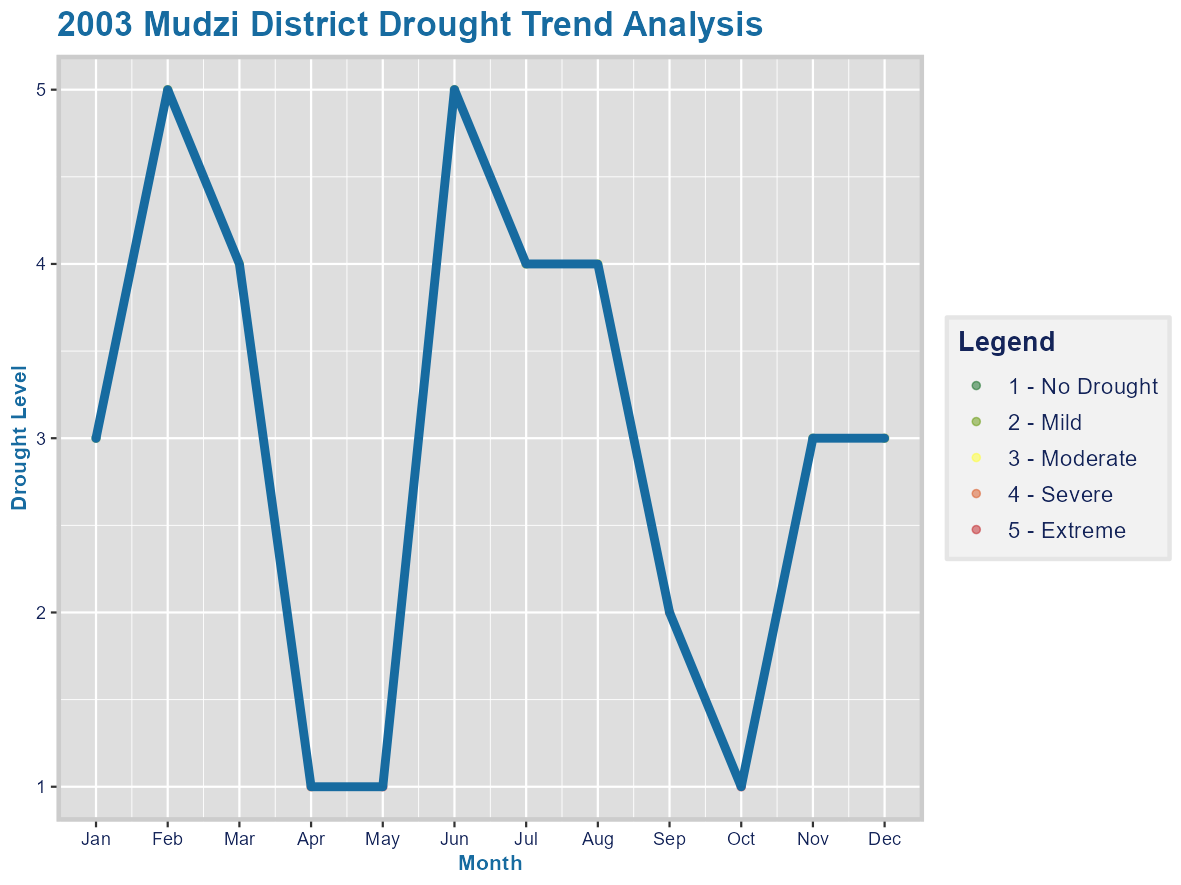 2003 Mudzi District Drought Trend Analysis
Drought Level
5
4
3
2
1
Jan Feb Mar Apr May Jun Jul Aug Sep Oct Nov Dec
Month
Legend
1 - No Drought
2 - Mild
3 - Moderate
4 - Severe
5 - Extreme